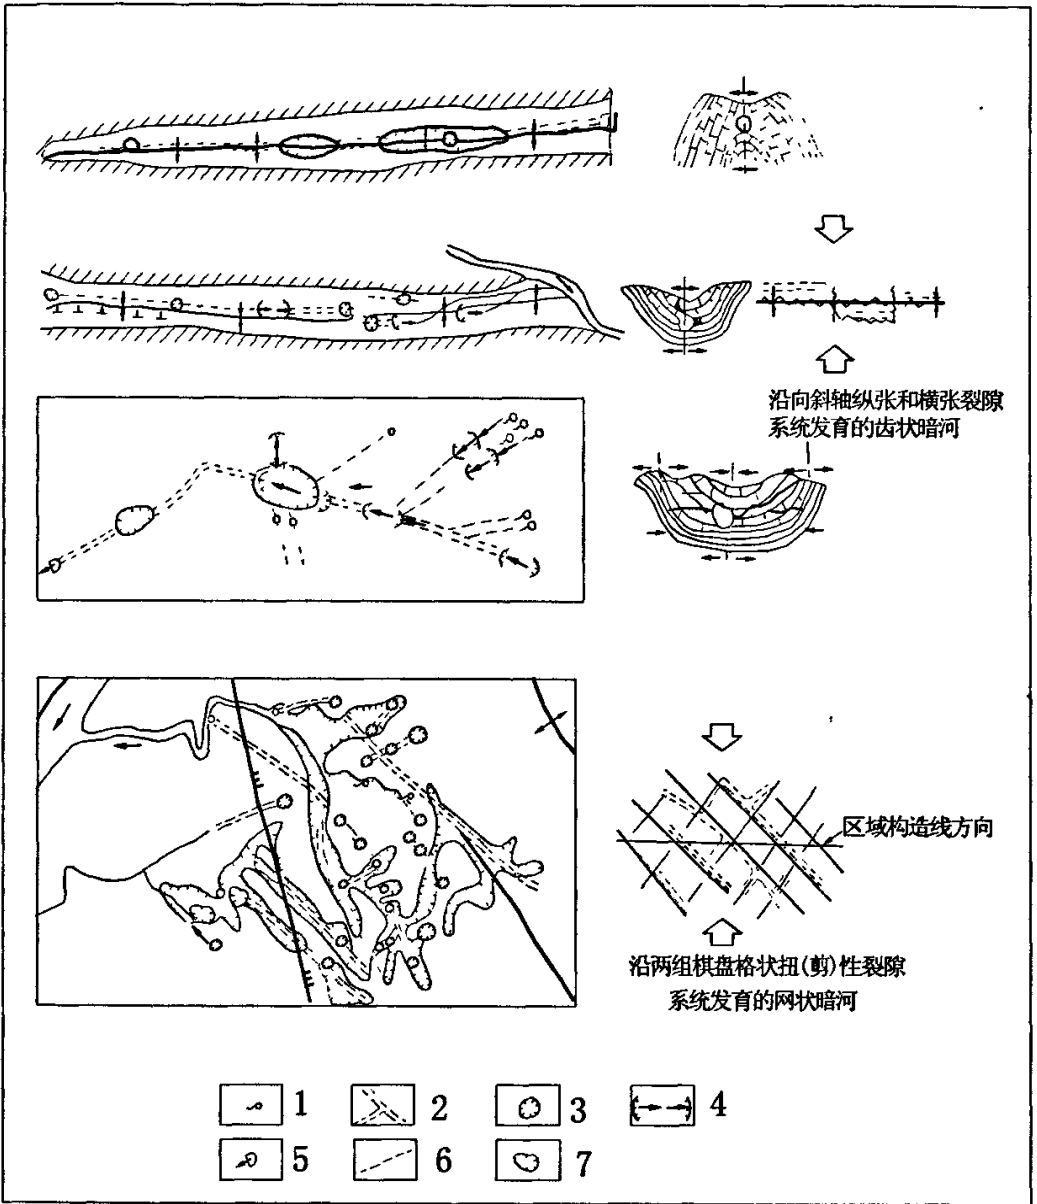 沿向斜轴纵张和横张裂隙
系统发育的齿状暗河
区域构造线方向
沿两组棋盘格状扭(剪)性裂隙
系统发育的网状暗河
1 2 3 4
5 6 7